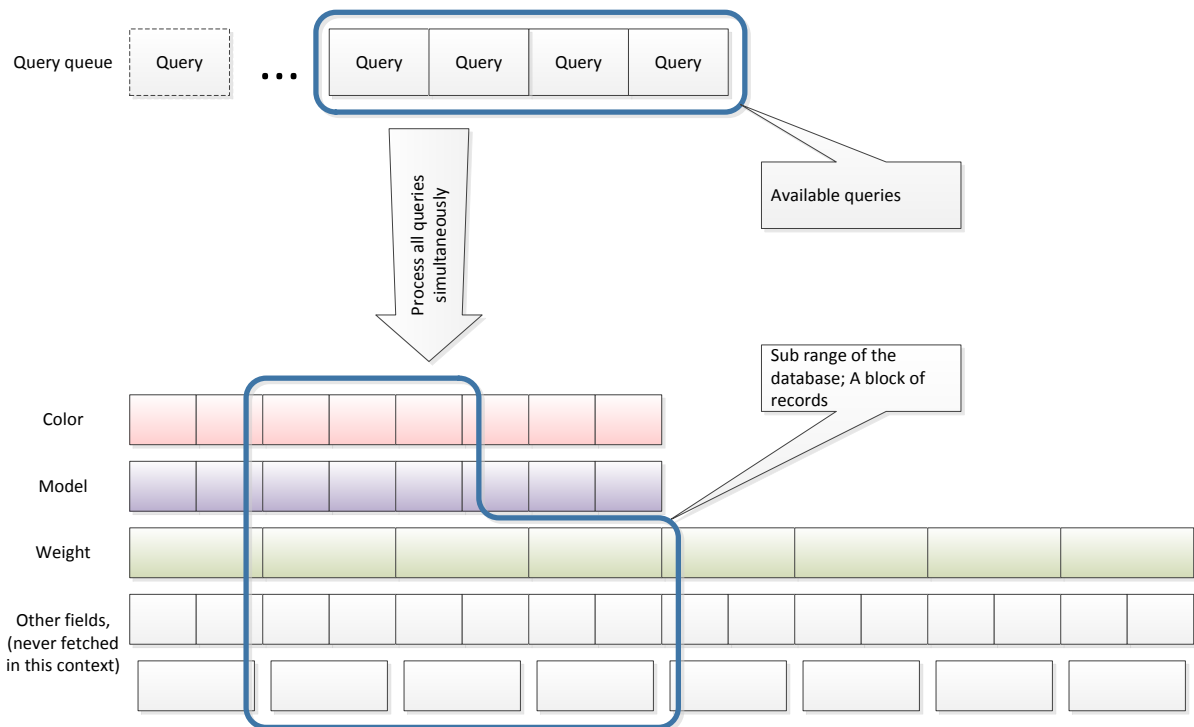 Query queue
Query
...
Query
Query
Query
Query
Process all queries
simultaneously
Available queries
Sub range of the
database; A block of
records
Color
Model
Weight
Other fields,
(never fetched
in this context)